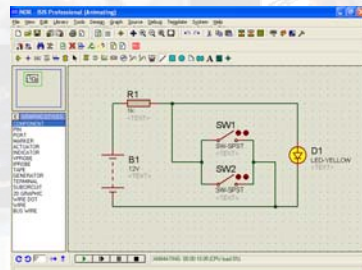 NOR - ISIS Professional (Animating)
File View Edit Library Tools Design Graph Source Debug Template System Help
COMPONENT
PIN
PORT
MARKER
ACTUATOR
INDICATOR
VPROBE
IPROBE
TAPE
GENERATOR
TERMINAL
SUBCIRCUIT
2D GRAPHIC
WIRE DOT
WIRE
BUS WIRE
R1
1k
<TEXT>
B1
12V
<TEXT>
SW1
SW-SPST
<TEXT>
SW2
SW-SPST
<TEXT>
D1
LED-YELLOW
<TEXT>